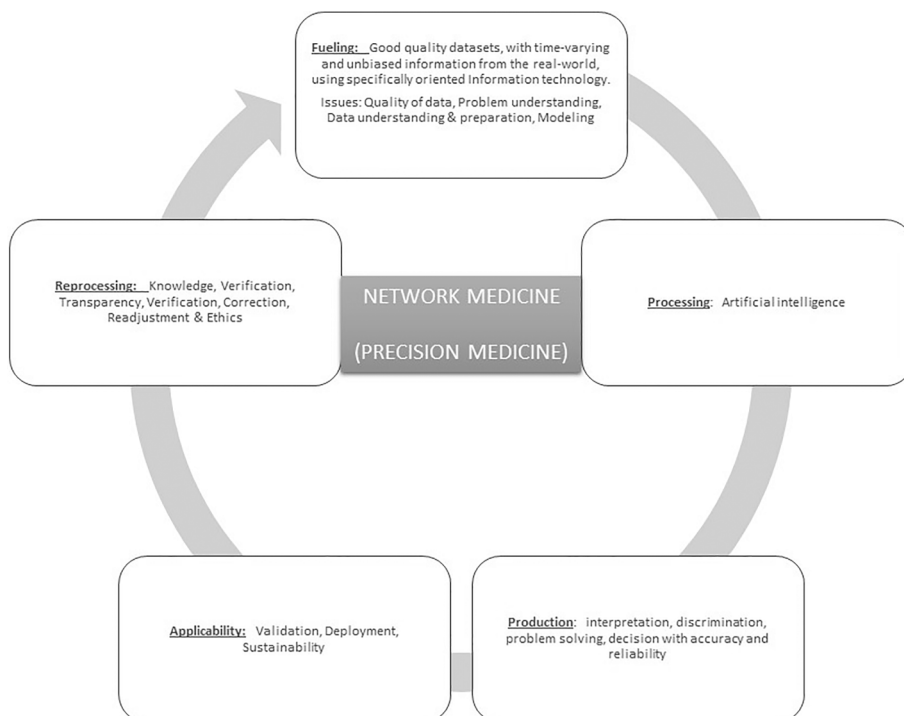 Fueling: Good quality datasets, with time-varying
and unbiased information from the real-world,
using specifically oriented Information technology.
Issues: Quality of data, Problem understanding,
Data understanding & preparation, Modeling
Reprocessing: Knowledge, Verification,
Transparency, Verification, Correction,
Readjustment & Ethics
NETWORK MEDICINE
(PRECISION MEDICINE)
Processing: Artificial intelligence
Applicability: Validation, Deployment,
Sustainability
Production: interpretation, discrimination,
problem solving, decision with accuracy and
reliability